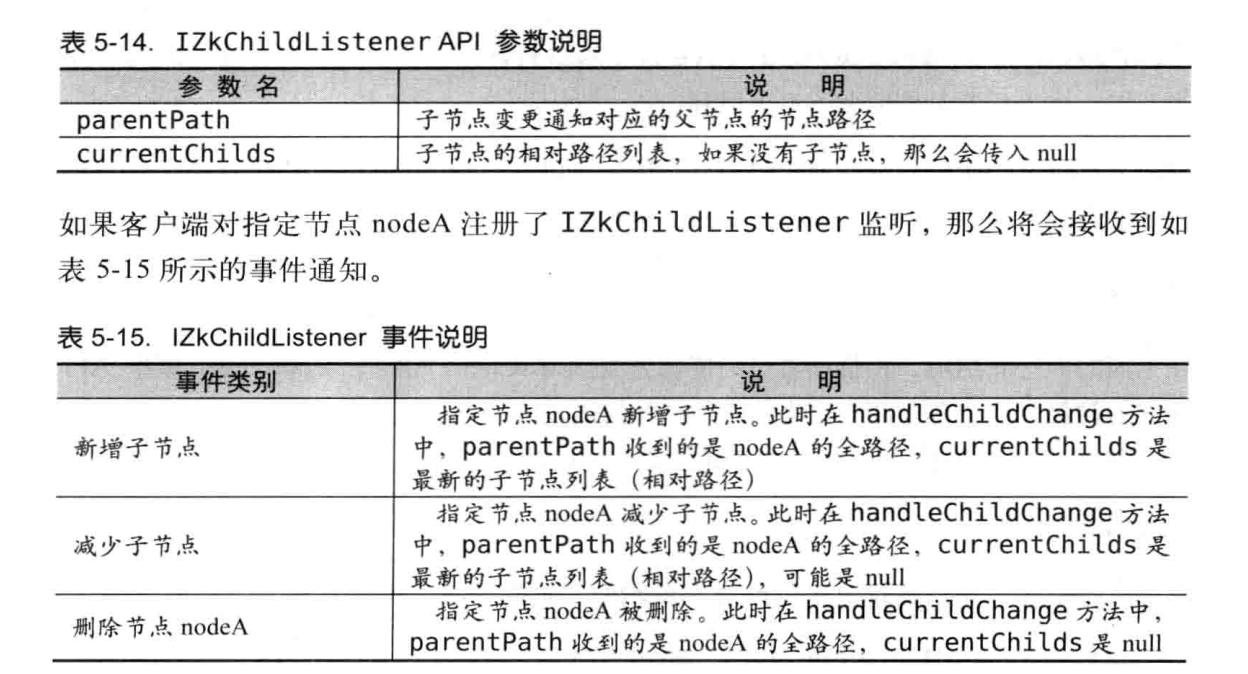 表 5-14. IZkChildListener API 参数说明
参 数 名 说 明
parentPath 子节点变更通知对应的父节点的节点路径
currentChilds 子节点的相对路径列表，如果没有子节点，那么会传入 null
如果客户端对指定节点 nodeA 注册了 IZkChildListener 监听，那么将会接收到如
表 5-15 所示的事件通知。
表 5-15. IZkChildListener 事件说明
事件类别 说 明
新增子节点
指定节点 nodeA 新增子节点。此时在 handleChildChange 方法
中，parentPath 收到的是 nodeA 的全路径，currentChilds 是
最新的子节点列表（相对路径）
减少子节点
指定节点 nodeA 减少子节点。此时在 handleChildChange 方法
中，parentPath 收到的是 nodeA 的全路径，currentChilds 是
最新的子节点列表（相对路径），可能是 null
删除节点 nodeA
指定节点 nodeA 被删除。此时在 handleChildChange 方法中，
parentPath 收到的是 nodeA 的全路径，currentChilds 是 null